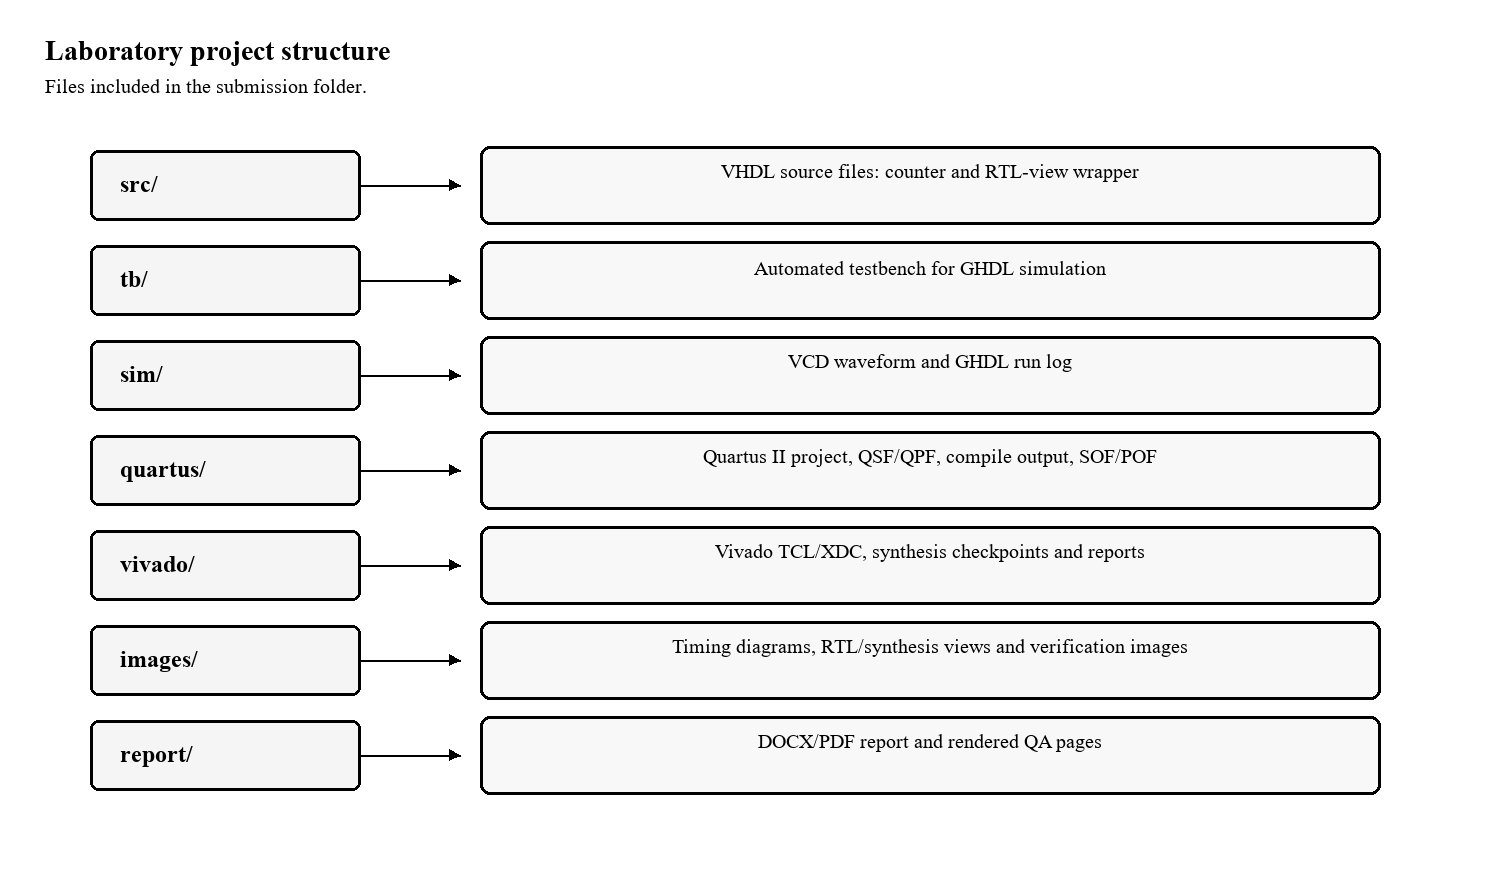 Laboratory project structure
Files included in the submission folder.
src/
VHDL source files: counter and RTL-view wrapper
tb/
Automated testbench for GHDL simulation
sim/
VCD waveform and GHDL run log
quartus/
Quartus II project, QSF/QPF, compile output, SOF/POF
vivado/
Vivado TCL/XDC, synthesis checkpoints and reports
images/
Timing diagrams, RTL/synthesis views and verification images
report/
DOCX/PDF report and rendered QA pages